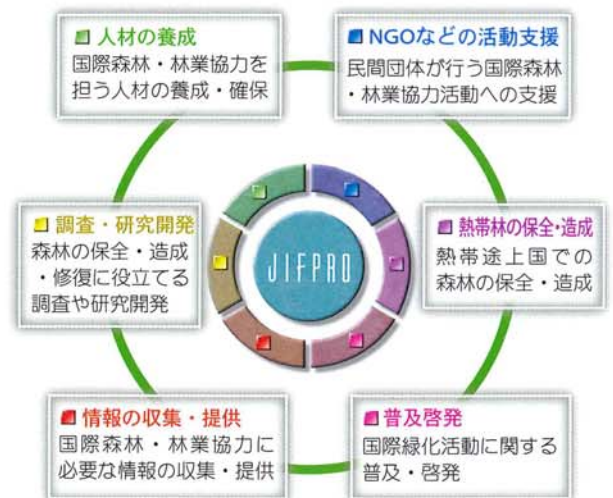 人材の養成
国際森林・林業協力を
担う人材の養成・確保
NGOなどの活動支援
民間団体が行う国際森林
・林業協力活動への支援
調査・研究開発
森林の保全・造成
・修復に役立てる
調査や研究開発
JIFPRO
熱帯林の保全・造成
熱帯途上国での
森林の保全・造成
情報の収集・提供
国際森林・林業協力に
必要な情報の収集・提供
普及啓発
国際緑化活動に関する
普及・啓発